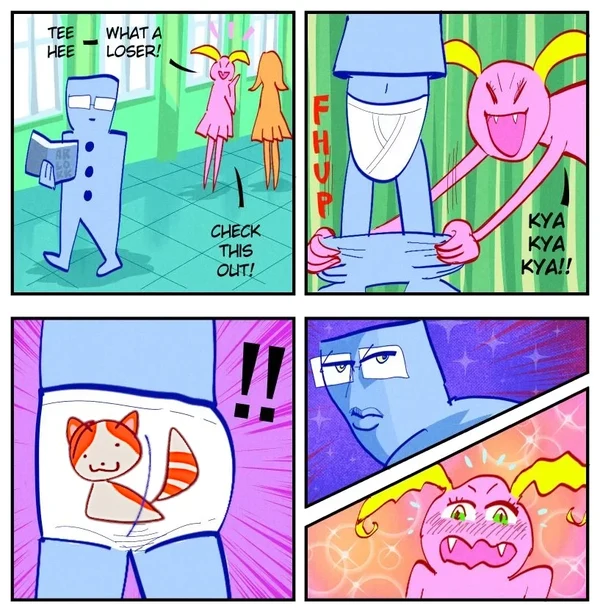 TEE
HEE
WHAT A
LOSER!
CHECK
THIS
OUT!
FHUP
KYA
KYA
KYA!!
!!